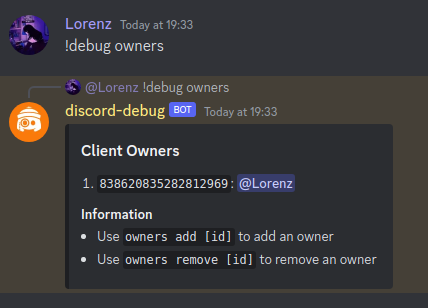 Lorenz Today at 19:33
!debug owners
@Lorenz !debug owners
discord-debug BOT Today at 19:33
Client Owners
1. 838620835282812969: @Lorenz
Information
• Use owners add [id] to add an owner
• Use owners remove [id] to remove an owner